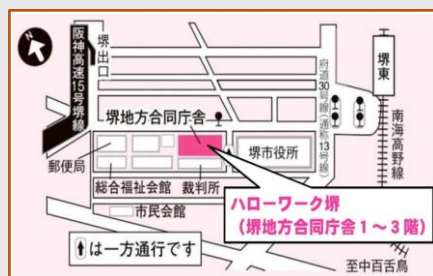 阪神高速15号堺線
堺出口
府道30号線(通称13号線)
堺東
南海高野線
堺地方合同庁舎
郵便局
堺市役所
総合福祉会館
裁判所
市民会館
ハローワーク堺
(堺地方合同庁舎1～3階)
は一方通行です
至中百舌鳥